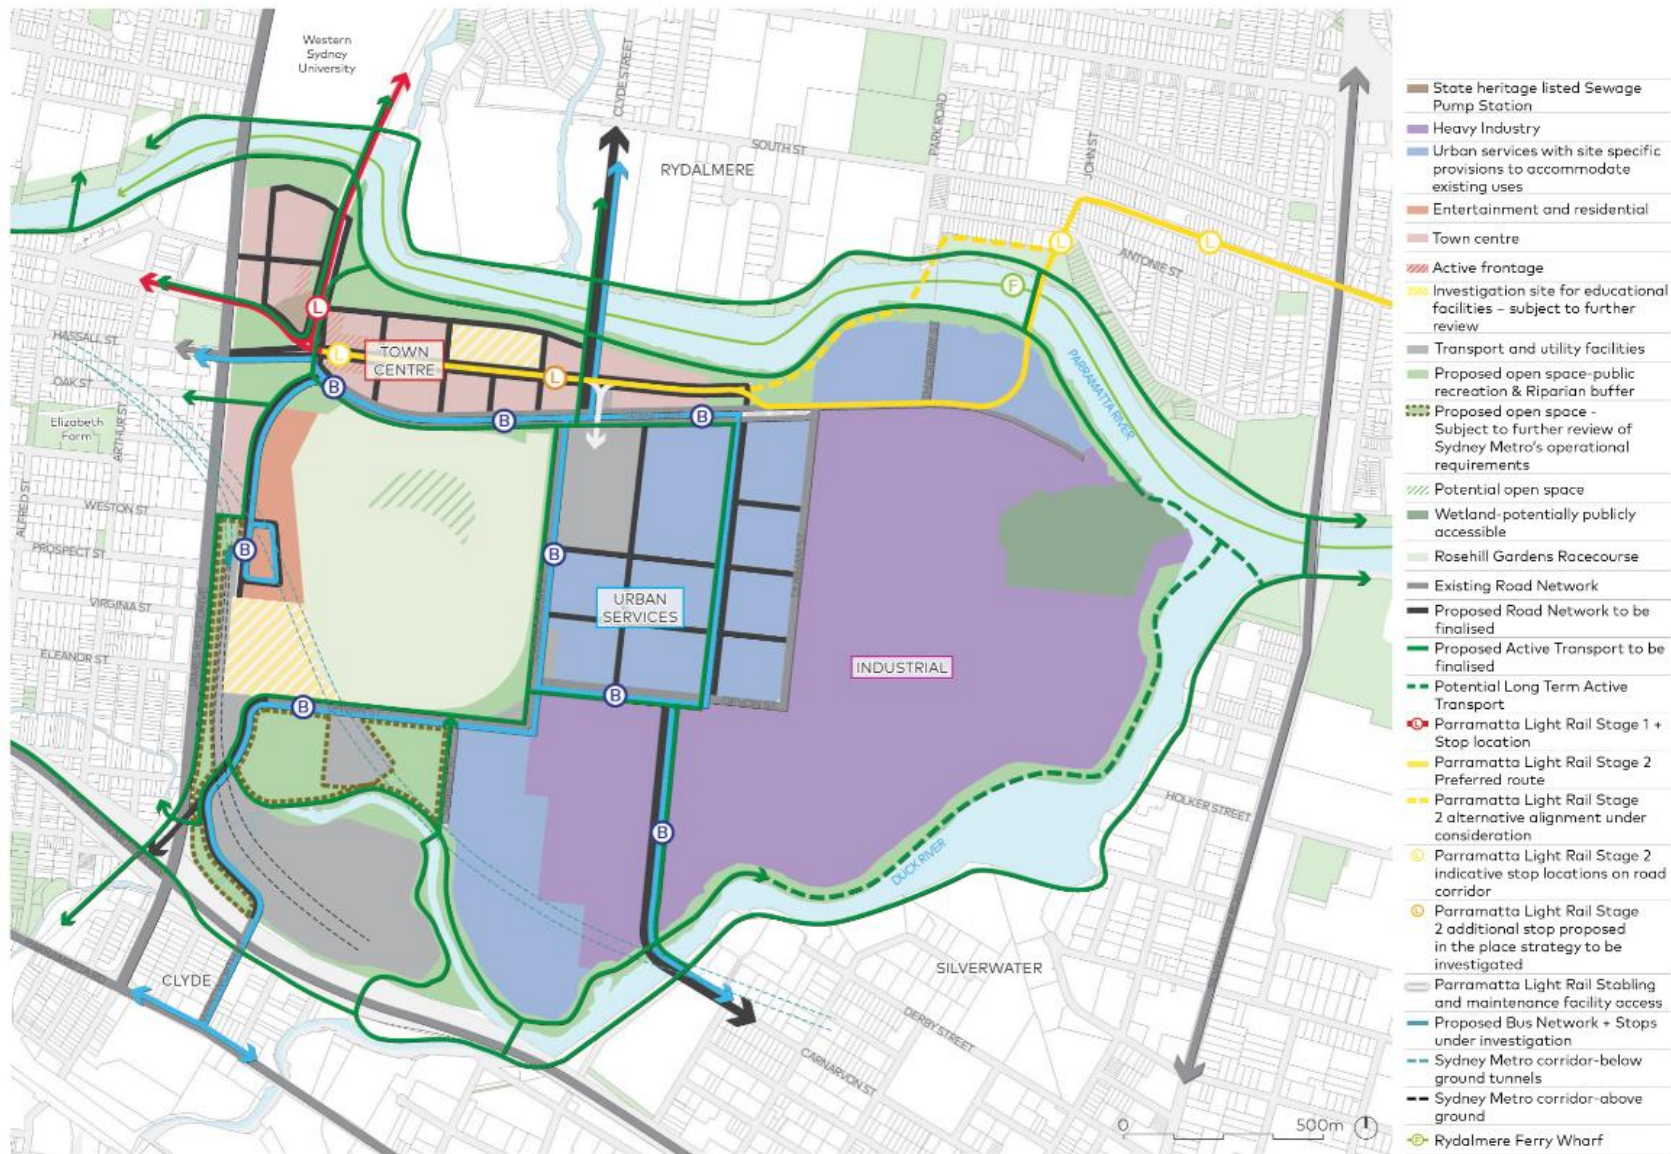 Western
Sydney
University
CLYDE STREET
PARK ROAD
JOHN ST
SOUTH ST
RYDALMERE
ANTONIE ST
L
L
F
L
HASSALL ST
L
TOWN
CENTRE
L
PARRAMATTA RIVER
OAK ST
B
B
B
Elizabeth
Farm
ARTHUR ST
ALFRED ST
WESTON ST
PROSPECT ST
B
B
URBAN
SERVICES
VIRGINIA ST
ELEANOR ST
INDUSTRIAL
B
B
DEVON ST
HOLKER STREET
B
DUCK RIVER
CLYDE
SILVERWATER
DERBY STREET
CARNARVON ST
0
500m
State heritage listed Sewage
Pump Station
Heavy Industry
Urban services with site specific
provisions to accommodate
existing uses
Entertainment and residential
Town centre
Active frontage
Investigation site for educational
facilities – subject to further
review
Transport and utility facilities
Proposed open space-public
recreation & Riparian buffer
Proposed open space -
Subject to further review of
Sydney Metro's operational
requirements
Potential open space
Wetland-potentially publicly
accessible
Rosehill Gardens Racecourse
Existing Road Network
Proposed Road Network to be
finalised
Proposed Active Transport to be
finalised
Potential Long Term Active
Transport
L Parramatta Light Rail Stage 1 +
Stop location
Parramatta Light Rail Stage 2
Preferred route
Parramatta Light Rail Stage
2 alternative alignment under
consideration
L Parramatta Light Rail Stage 2
indicative stop locations on road
corridor
L Parramatta Light Rail Stage
2 additional stop proposed
in the place strategy to be
investigated
Parramatta Light Rail Stabling
and maintenance facility access
Proposed Bus Network + Stops
under investigation
Sydney Metro corridor-below
ground tunnels
Sydney Metro corridor-above
ground
F Rydalmere Ferry Wharf